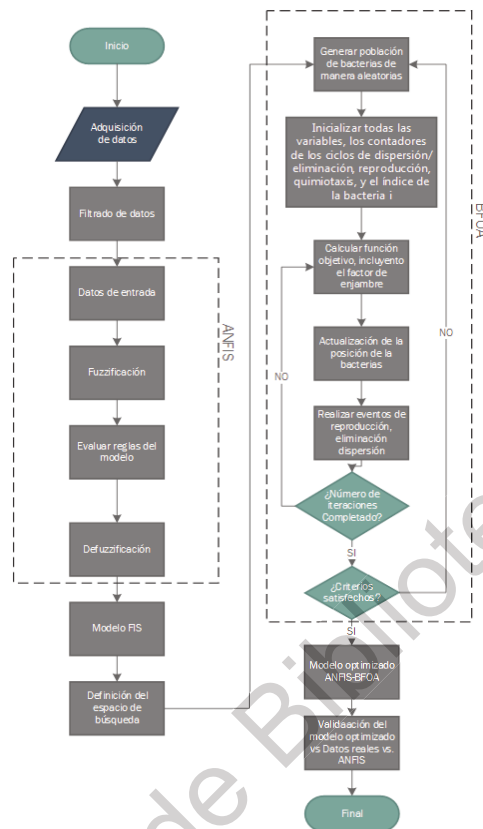 Inicio
Adquisición
de datos
Filtrado de datos
Datos de entrada
Fuzzificación
Evaluar reglas del
modelo
Defuzzificación
ANFIS
Modelo FIS
Definición del
espacio de
búsqueda
Generar población
de bacterias de
manera aleatorias
Inicializar todas las
variables, los contadores
de los ciclos de dispersión/
eliminación, reproducción,
quimiotaxis, y el índice de
la bacteria i
BFOA
Calcular función
objetivo, incluyento
el factor de
enjambre
NO
Actualización de la
posición de la
bacterias
NO
Realizar eventos de
reproducción,
eliminación
dispersión
¿Número de
iteraciones
Completado?
SI
¿Criterios
satisfechos?
SI
Modelo optimizado
ANFIS-BFOA
Validaación del
modelo optimizado
vs Datos reales vs.
ANFIS
Final
de Bibliote